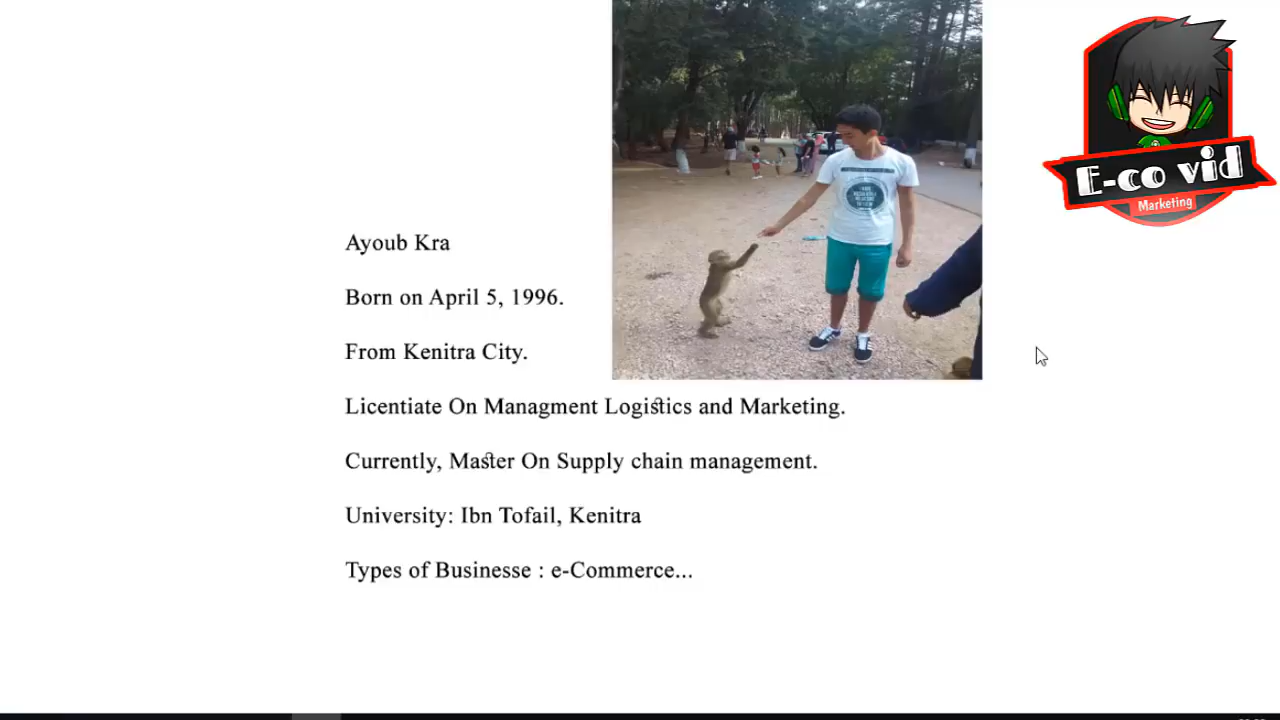 E-co vid
Marketing
Ayoub Kra
Born on April 5, 1996.
From Kenitra City.
Licentiate On Managment Logistics and Marketing.
Currently, Master On Supply chain management.
University: Ibn Tofail, Kenitra
Types of Businesse : e-Commerce...